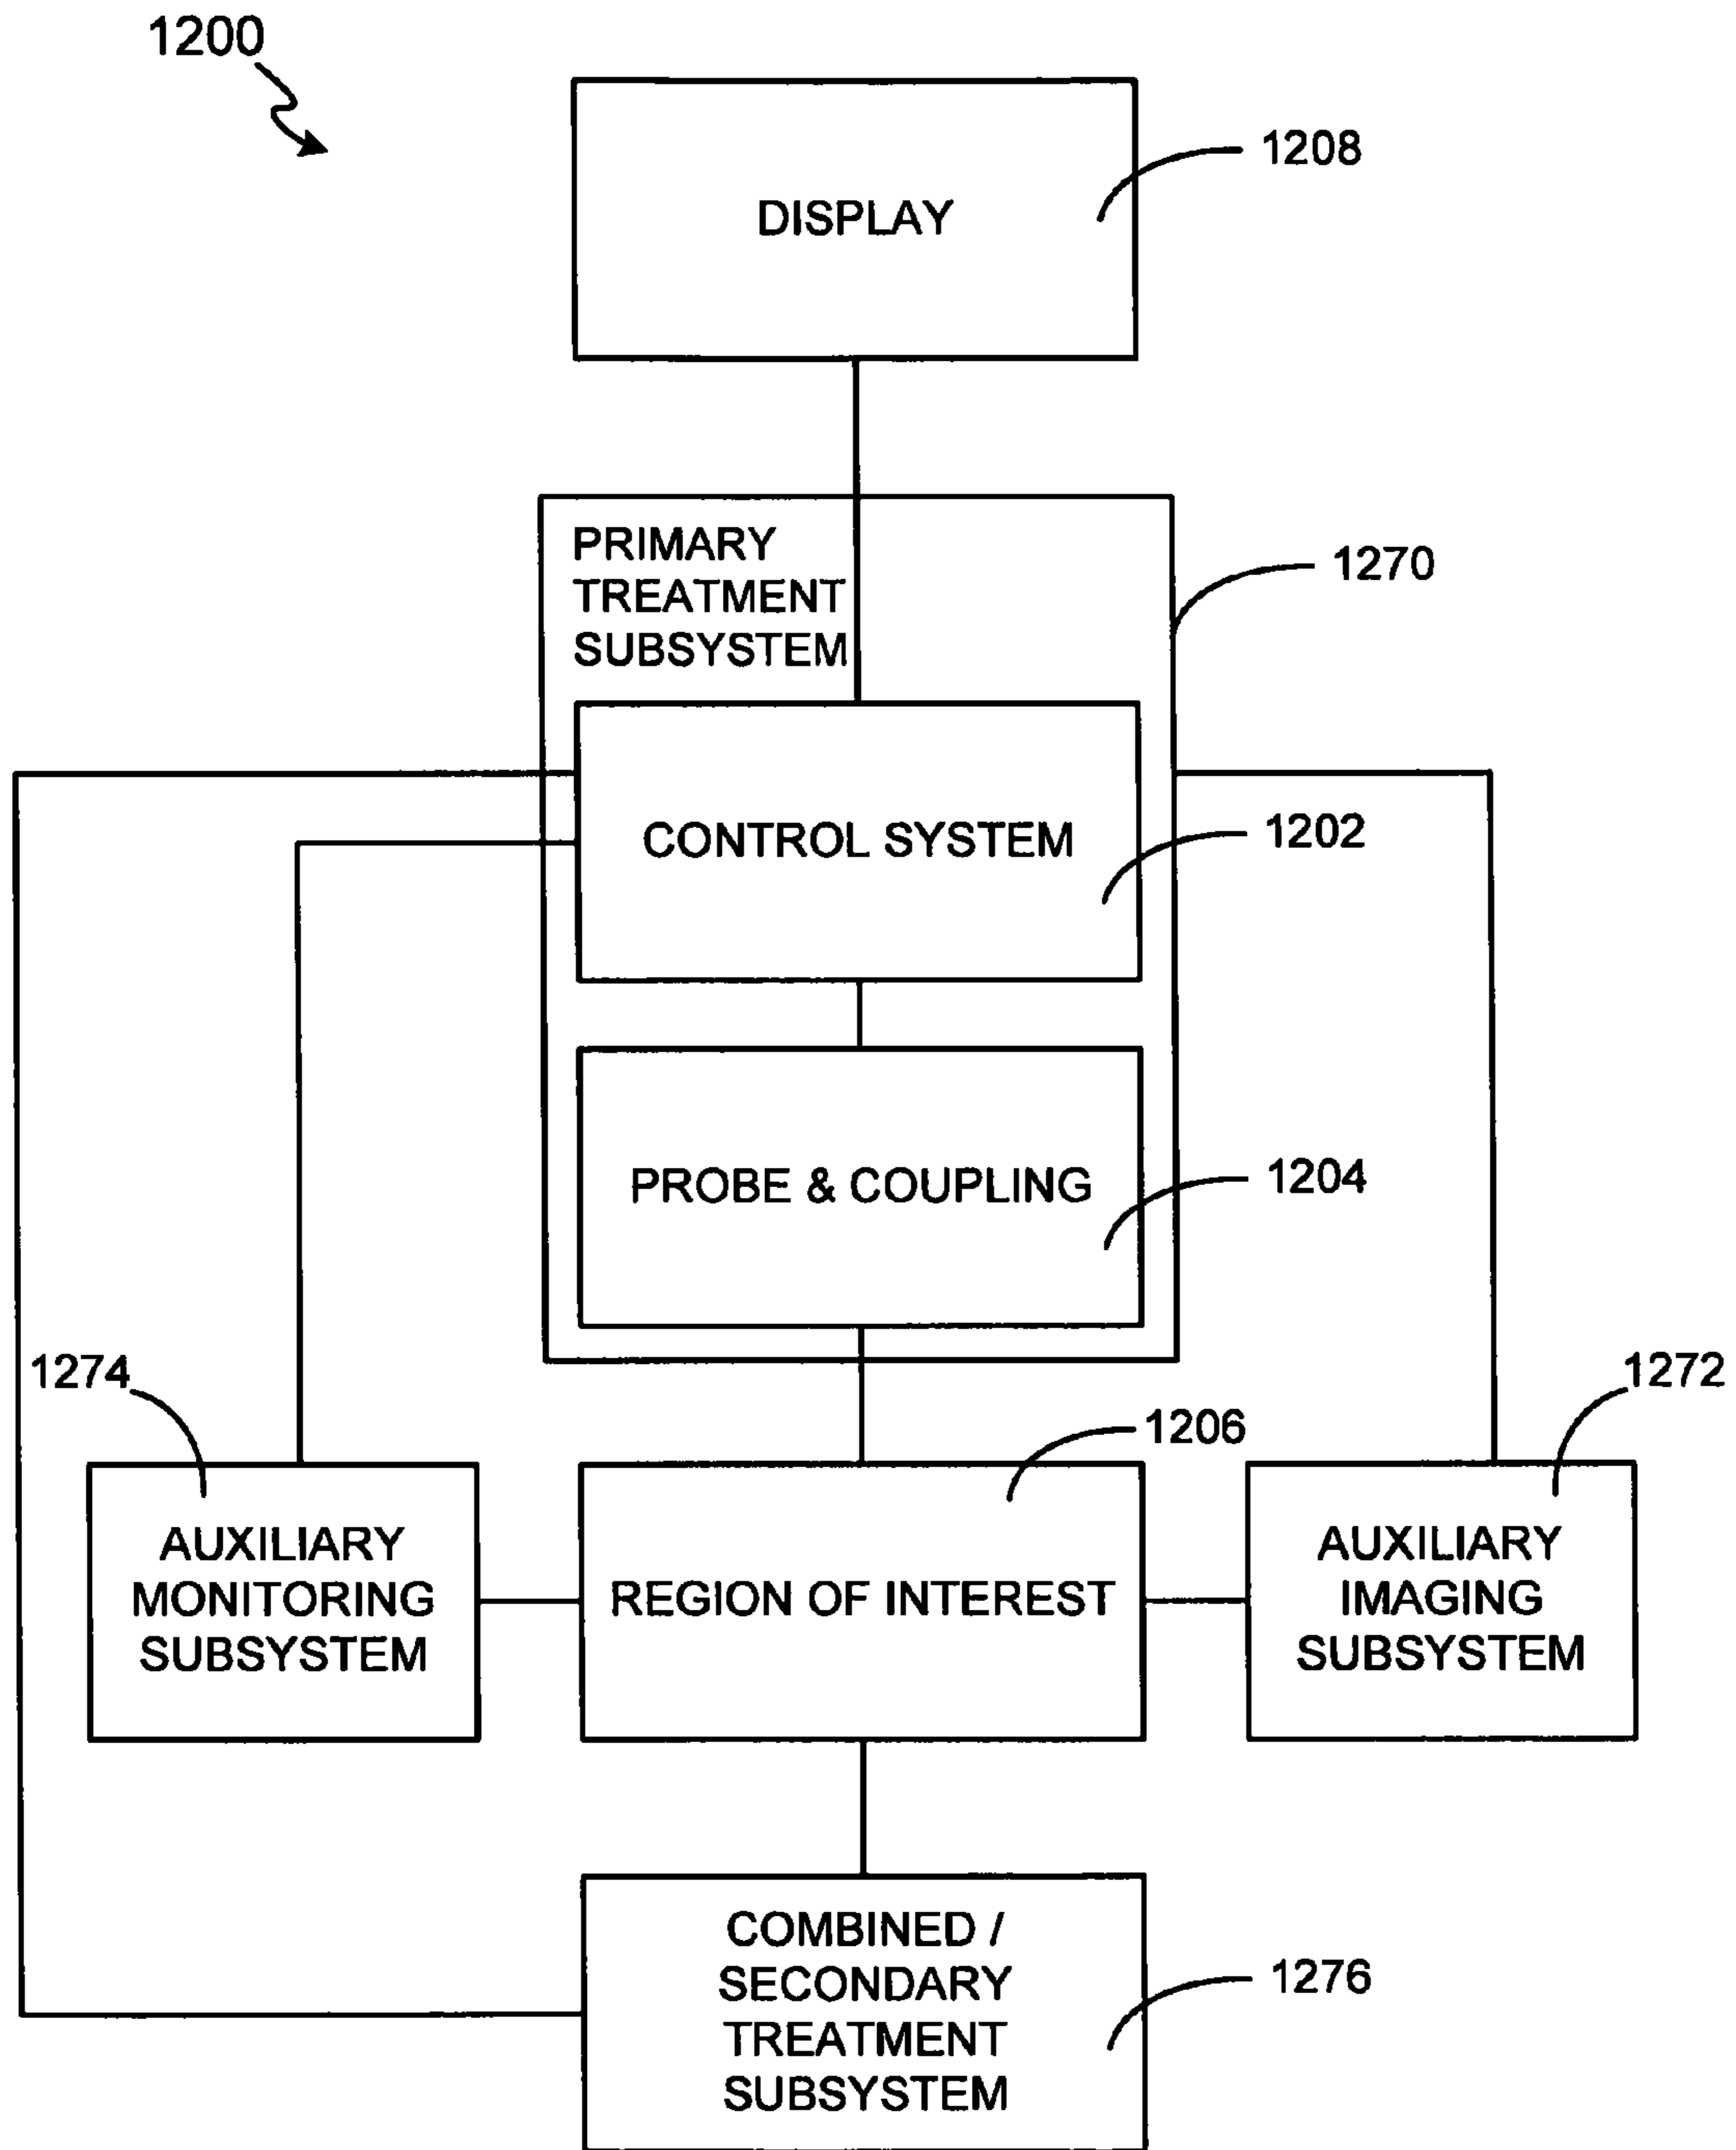 1200
DISPLAY
1208
PRIMARY
TREATMENT
SUBSYSTEM
1270
CONTROL SYSTEM
1202
PROBE & COUPLING
1204
1274
1206
1272
AUXILIARY
MONITORING
SUBSYSTEM
REGION OF INTEREST
AUXILIARY
IMAGING
SUBSYSTEM
COMBINED /
SECONDARY
TREATMENT
SUBSYSTEM
1276